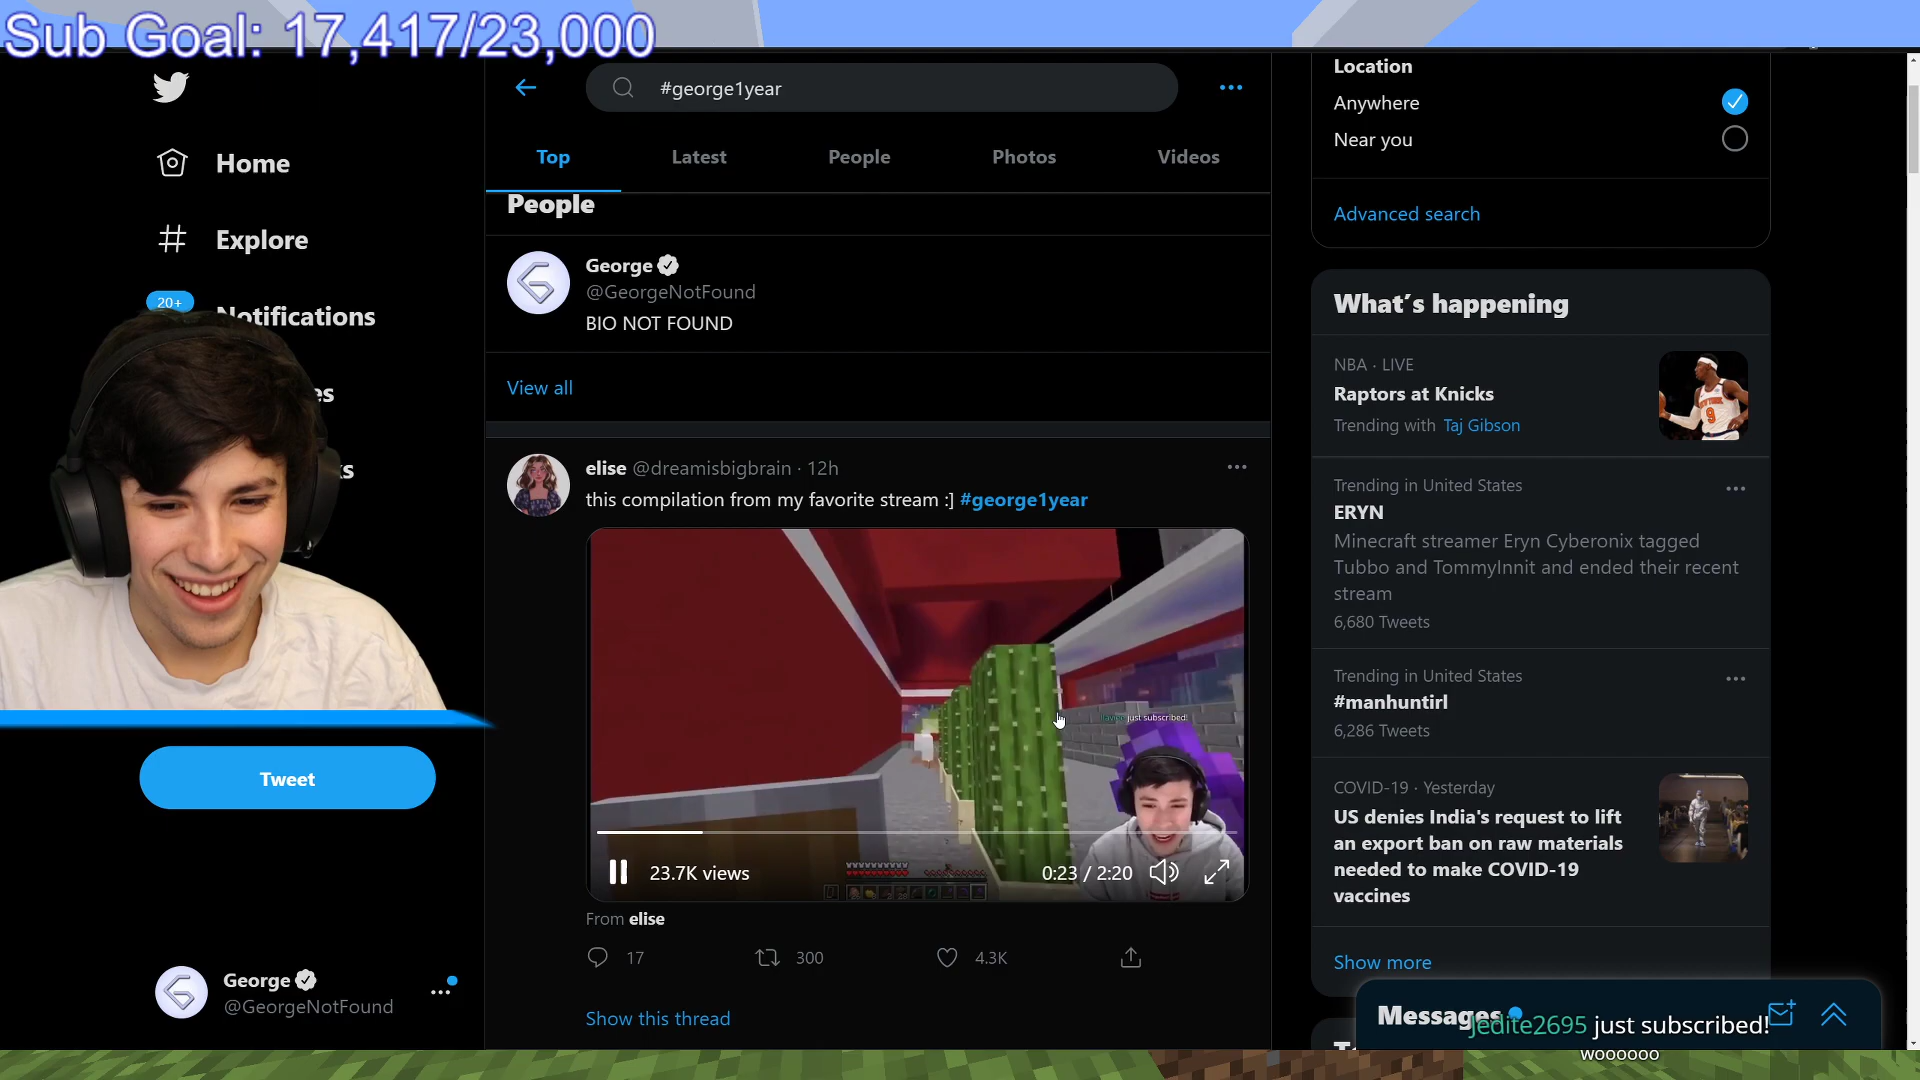 Sub Goal: 17,417/23,000
Home
Explore
20+
Notifications
Tweet
George
@GeorgeNotFound
#george1year
Top
Latest
People
Photos
Videos
People
George
@GeorgeNotFound
BIO NOT FOUND
View all
elise @dreamisbigbrain · 12h
this compilation from my favorite stream :] #george1year
just subscribed!
23.7K views
0:23 / 2:20
From elise
17
300
4.3K
Show this thread
Location
Anywhere
Near you
Advanced search
What's happening
NBA · LIVE
Raptors at Knicks
Trending with Taj Gibson
Trending in United States
ERYN
Minecraft streamer Eryn Cyberonix tagged
Tubbo and TommyInnit and ended their recent
stream
6,680 Tweets
Trending in United States
#manhuntirl
6,286 Tweets
COVID-19 · Yesterday
US denies India's request to lift
an export ban on raw materials
needed to make COVID-19
vaccines
Show more
Messages
Jedite2695 just subscribed!
woooooo